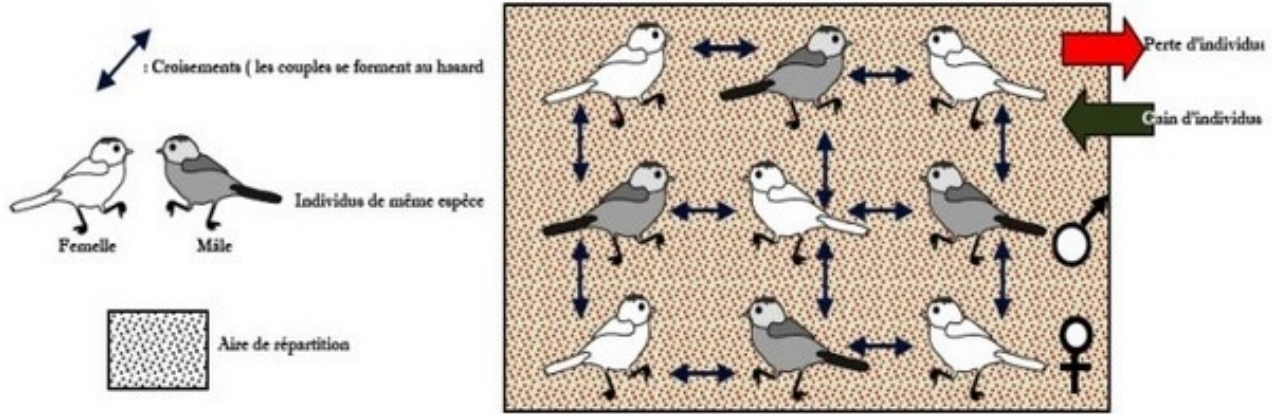 : Croisements ( les couples se forment au hasard
Individus de même espèce
Femelle
Mâle
Aire de répartition
Perte d'individus
Gain d'individus